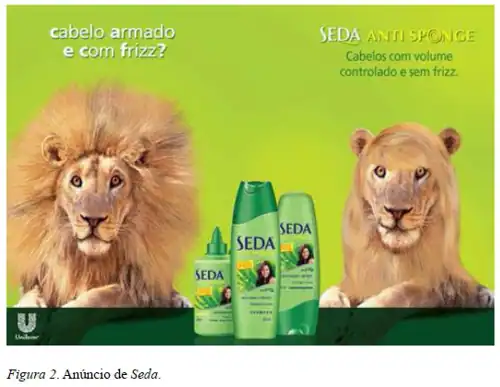 cabelo armado
e com frizz?
SEDA ANTI SPONGE
Cabelos com volume
controlado e sem frizz.
SEDA
SEDA
SEDA
Unilever
Figura 2. Anúncio de Seda.